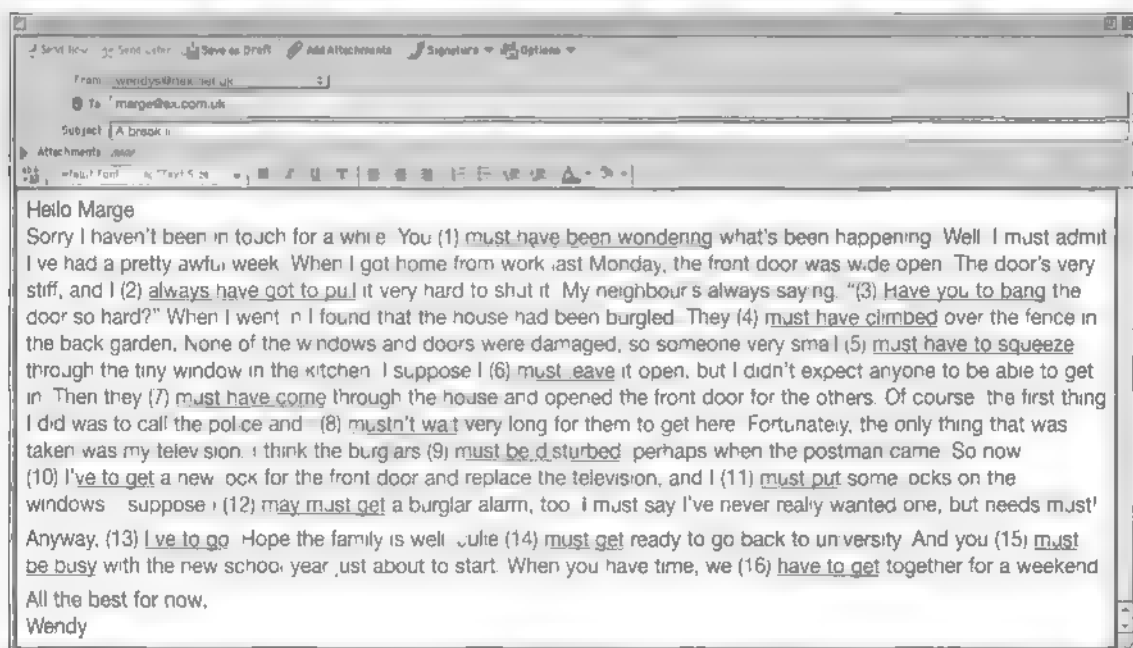 Send Now Send Later Save as Draft Add Attachments Signature Options
From wendys@nex.net.uk
To marge@ex.com.uk
Subject A break in
Attachments none
Default Font Text Size B I U T A
Hello Marge
Sorry I haven't been in touch for a while You (1) must have been wondering what's been happening Well I must admit
I've had a pretty awful week When I got home from work last Monday, the front door was wide open The door's very
stiff, and I (2) always have got to pull it very hard to shut it My neighbour's always saying, "(3) Have you to bang the
door so hard?" When I went in I found that the house had been burgled They (4) must have climbed over the fence in
the back garden, None of the windows and doors were damaged, so someone very small (5) must have to squeeze
through the tiny window in the kitchen I suppose I (6) must leave it open, but I didn't expect anyone to be able to get
in Then they (7) must have come through the house and opened the front door for the others. Of course the first thing
I did was to call the police and I (8) mustn't wait very long for them to get here Fortunately, the only thing that was
taken was my television. I think the burglars (9) must be disturbed perhaps when the postman came So now
(10) I've to get a new lock for the front door and replace the television, and I (11) must put some locks on the
windows I suppose I (12) may must get a burglar alarm, too I must say I've never really wanted one, but needs must!
Anyway, (13) I've to go Hope the family is well Julie (14) must get ready to go back to university And you (15) must
be busy with the new school year just about to start When you have time, we (16) have to get together for a weekend
All the best for now,
Wendy